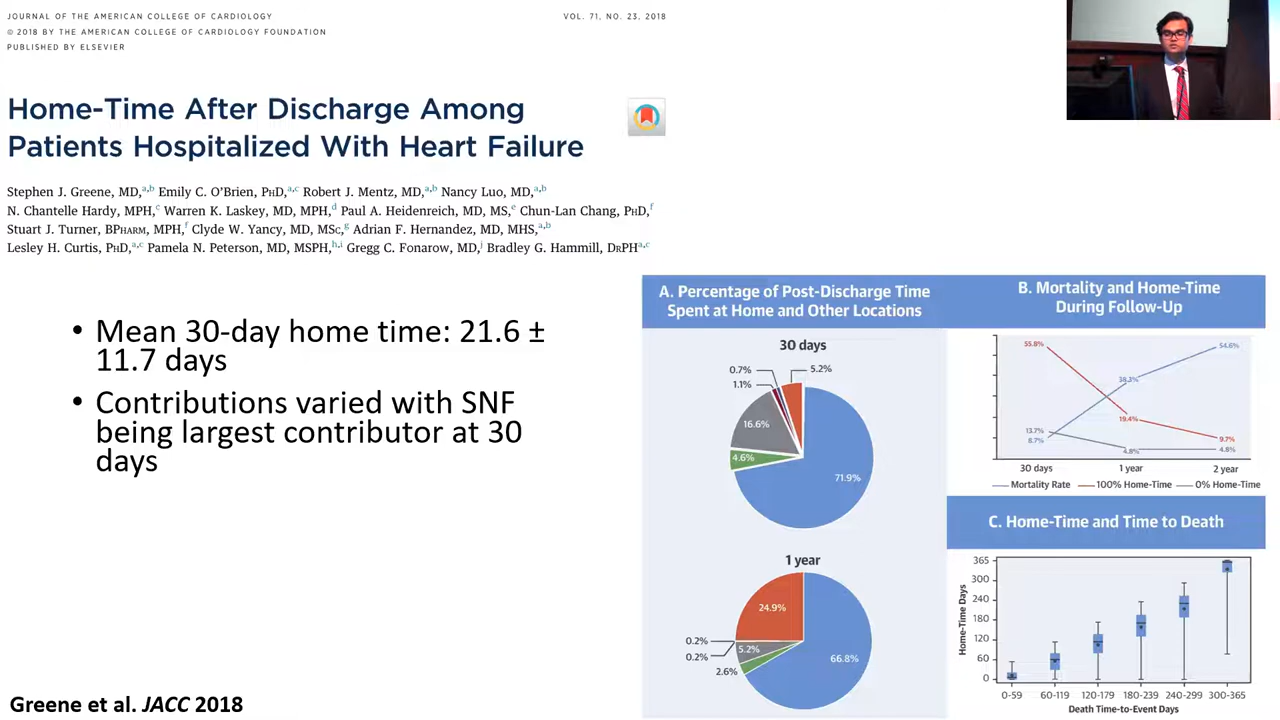 JOURNAL OF THE AMERICAN COLLEGE OF CARDIOLOGY
VOL. 71, NO. 23, 2018
© 2018 BY THE AMERICAN COLLEGE OF CARDIOLOGY FOUNDATION
PUBLISHED BY ELSEVIER
Home-Time After Discharge Among
Patients Hospitalized With Heart Failure
Stephen J. Greene, MD,a,b Emily C. O'Brien, PhD,a,c Robert J. Mentz, MD,a,b Nancy Luo, MD,a,b
N. Chantelle Hardy, MPH,c Warren K. Laskey, MD, MPH,d Paul A. Heidenreich, MD, MS,e Chun-Lan Chang, PhD,f
Stuart J. Turner, BPharm, MPH,f Clyde W. Yancy, MD, MSc,g Adrian F. Hernandez, MD, MHS,a,b
Lesley H. Curtis, PhD,a,c Pamela N. Peterson, MD, MSPH,h,i Gregg C. Fonarow, MD,j Bradley G. Hammill, DrPHa,c
• Mean 30-day home time: 21.6 ±
11.7 days
• Contributions varied with SNF
being largest contributor at 30
days
A. Percentage of Post-Discharge Time
Spent at Home and Other Locations
30 days
0.7%
5.2%
1.1%
16.6%
4.6%
71.9%
1 year
24.9%
0.2%
0.2%
5.2%
2.6%
66.8%
B. Mortality and Home-Time
During Follow-Up
55.8%
54.6%
38.3%
19.4%
13.7%
8.7%
9.7%
4.8%
4.8%
30 days 1 year 2 year
Mortality Rate 100% Home-Time 0% Home-Time
C. Home-Time and Time to Death
Home-Time Days
365
300
240
180
120
60
0
0-59 60-119 120-179 180-239 240-299 300-365
Death Time-to-Event Days
Greene et al. JACC 2018